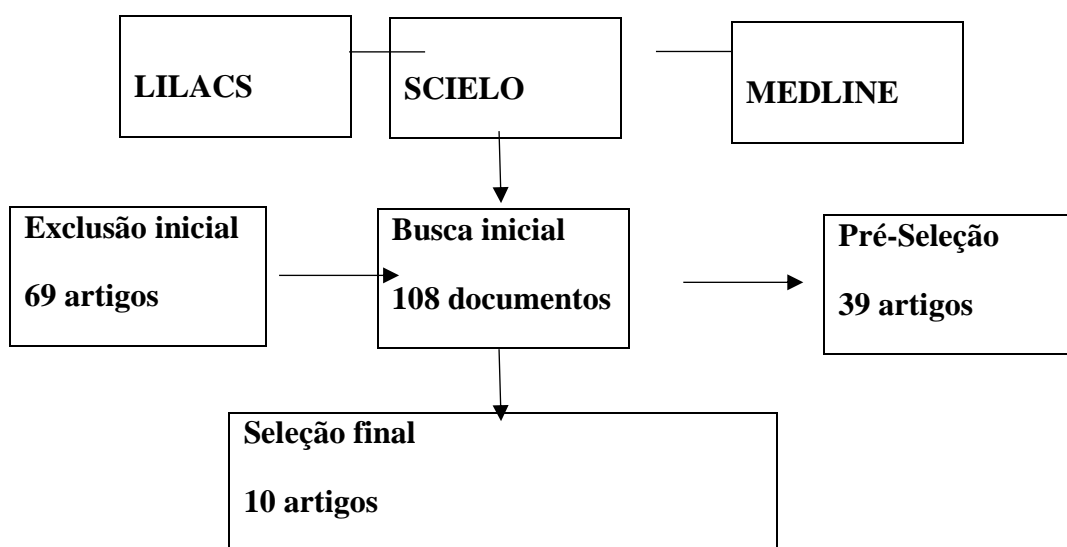 LILACS
SCIELO
MEDLINE
Exclusão inicial
69 artigos
Busca inicial
108 documentos
Pré-Seleção
39 artigos
Seleção final
10 artigos